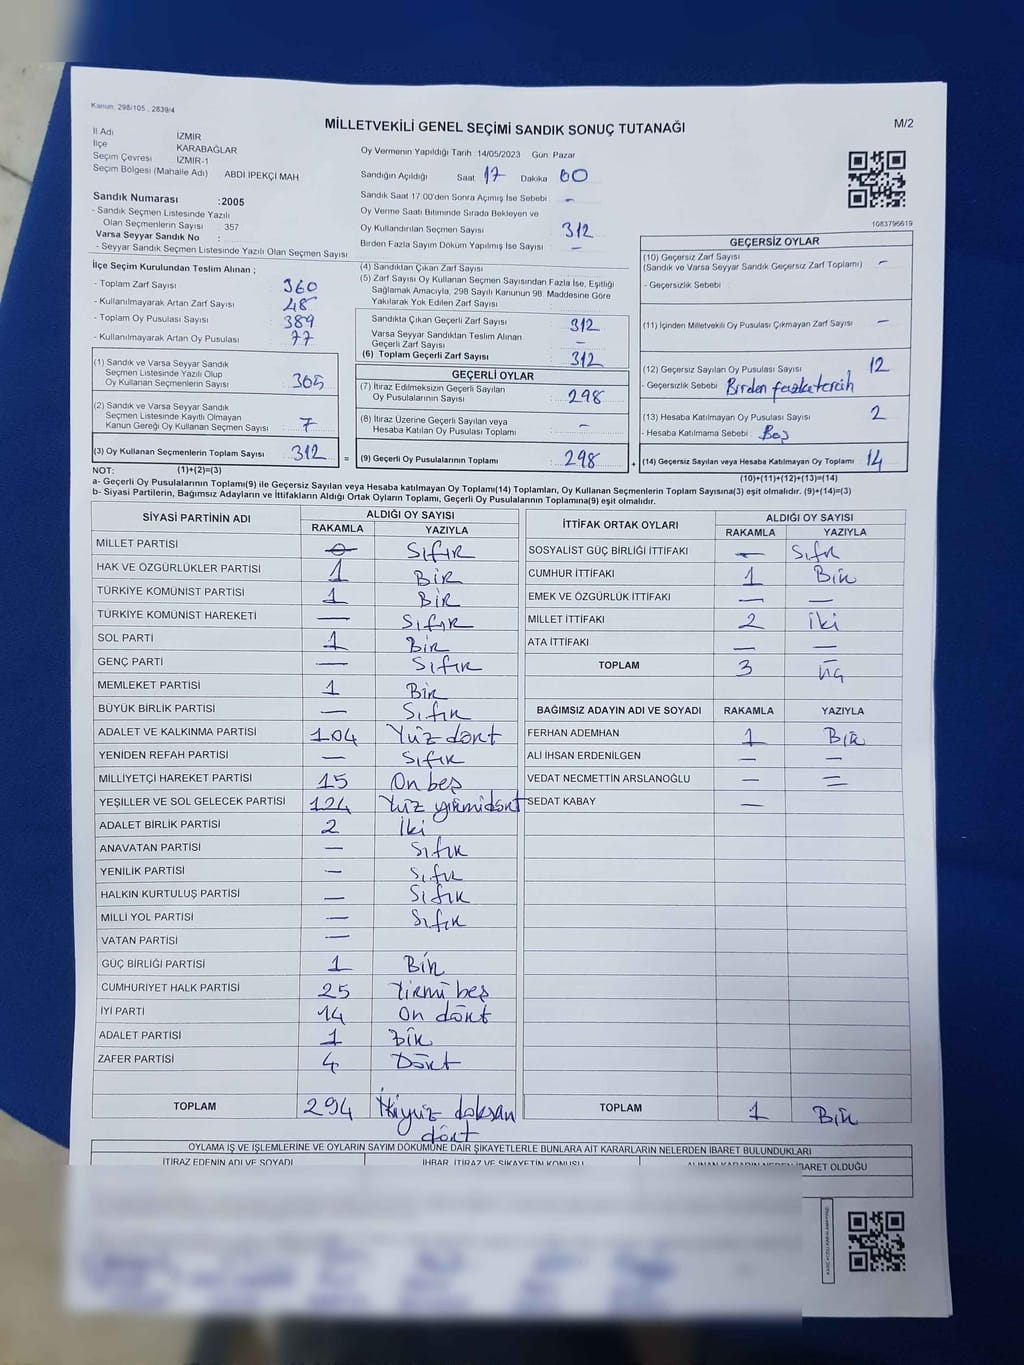 Kanun: 298/105 , 2839/4
MİLLETVEKİLİ GENEL SEÇİMİ SANDIK SONUÇ TUTANAĞI
M/2
İl Adı İZMİR
İlçe KARABAĞLAR
Seçim Çevresi İZMİR-1
Seçim Bölgesi (Mahalle Adı) ABDİ İPEKÇİ MAH
Sandık Numarası :2005
- Sandık Seçmen Listesinde Yazılı
Olan Seçmenlerin Sayısı : 357
Varsa Seyyar Sandık No :
- Seyyar Sandık Seçmen Listesinde Yazılı Olan Seçmen Sayısı
Oy Vermenin Yapıldığı Tarih :14/05/2023 Gün: Pazar
Sandığın Açıldığı Saat 17 Dakika 00
Sandık Saat 17:00'den Sonra Açımış İse Sebebi : -
Oy Verme Saati Bitiminde Sırada Bekleyen ve
Oy Kullandırılan Seçmen Sayısı 312
Birden Fazla Sayım Döküm Yapılmış İse Sayısı -
1083796619
İlçe Seçim Kurulundan Teslim Alınan ;
- Toplam Zarf Sayısı 360
- Kullanılmayarak Artan Zarf Sayısı 48
- Toplam Oy Pusulası Sayısı 389
- Kullanılmayarak Artan Oy Pusulası 77
(1) Sandık ve Varsa Seyyar Sandık
Seçmen Listesinde Yazılı Olup
Oy Kullanan Seçmenlerin Sayısı 305
(2) Sandık ve Varsa Seyyar Sandık
Seçmen Listesinde Kayıtlı Olmayan
Kanun Gereği Oy Kullanan Seçmen Sayısı 7
(3) Oy Kullanan Seçmenlerin Toplam Sayısı 312 =
(4) Sandıktan Çıkan Zarf Sayısı
(5) Zarf Sayısı Oy Kullanan Seçmen Sayısından Fazla İse, Eşitliği
Sağlamak Amacıyla, 298 Sayılı Kanunun 98. Maddesine Göre
Yakılarak Yok Edilen Zarf Sayısı
Sandıkta Çıkan Geçerli Zarf Sayısı 312
Varsa Seyyar Sandıktan Teslim Alınan
Geçerli Zarf Sayısı -
(6) Toplam Geçerli Zarf Sayısı 312
GEÇERLİ OYLAR
(7) İtiraz Edilmeksizin Geçerli Sayılan
Oy Pusulalarının Sayısı 298
(8) İtiraz Üzerine Geçerli Sayılan veya
Hesaba Katılan Oy Pusulası Toplamı -
(9) Geçerli Oy Pusulalarının Toplamı 298 +
GEÇERSİZ OYLAR
(10) Geçersiz Zarf Sayısı
(Sandık ve Varsa Seyyar Sandık Geçersiz Zarf Toplamı) -
- Geçersizlik Sebebi
(11) İçinden Milletvekili Oy Pusulası Çıkmayan Zarf Sayısı -
(12) Geçersiz Sayılan Oy Pusulası Sayısı 12
- Geçersizlik Sebebi Birden fazla tercih
(13) Hesaba Katılmayan Oy Pusulası Sayısı 2
- Hesaba Katılmama Sebebi : Boş
(14) Geçersiz Sayılan veya Hesaba Katılmayan Oy Toplamı 14
NOT: (1)+(2)=(3)
(10)+(11)+(12)+(13)=(14)
a- Geçerli Oy Pusulalarının Toplamı(9) ile Geçersiz Sayılan veya Hesaba katılmayan Oy Toplamı(14) Toplamları, Oy Kullanan Seçmenlerin Toplam Sayısına(3) eşit olmalıdır. (9)+(14)=(3)
b- Siyasi Partilerin, Bağımsız Adayların ve İttifakların Aldığı Ortak Oyların Toplamı, Geçerli Oy Pusulalarının Toplamına(9) eşit olmalıdır.
SİYASİ PARTİNİN ADI ALDIĞI OY SAYISI
RAKAMLA YAZIYLA
MİLLET PARTİSİ 0 Sıfır
HAK VE ÖZGÜRLÜKLER PARTİSİ 1 Bir
TÜRKİYE KOMÜNİST PARTİSİ 1 Bir
TÜRKİYE KOMÜNİST HAREKETİ — Sıfır
SOL PARTİ 1 Bir
GENÇ PARTİ — Sıfır
MEMLEKET PARTİSİ 1 Bir
BÜYÜK BİRLİK PARTİSİ — Sıfır
ADALET VE KALKINMA PARTİSİ 104 Yüz dört
YENİDEN REFAH PARTİSİ — Sıfır
MİLLİYETÇİ HAREKET PARTİSİ 15 On beş
YEŞİLLER VE SOL GELECEK PARTİSİ 124 Yüz yirmidört
ADALET BİRLİK PARTİSİ 2 İki
ANAVATAN PARTİSİ — Sıfır
YENİLİK PARTİSİ — Sıfır
HALKIN KURTULUŞ PARTİSİ — Sıfır
MİLLİ YOL PARTİSİ — Sıfır
VATAN PARTİSİ —
GÜÇ BİRLİĞİ PARTİSİ 1 Bir
CUMHURİYET HALK PARTİSİ 25 Yirmi beş
İYİ PARTİ 14 On dört
ADALET PARTİSİ 1 Bir
ZAFER PARTİSİ 4 Dört
TOPLAM 294 İkiyüz doksan
dört
İTTİFAK ORTAK OYLARI ALDIĞI OY SAYISI
RAKAMLA YAZIYLA
SOSYALİST GÜÇ BİRLİĞİ İTTİFAKI — Sıfır
CUMHUR İTTİFAKI 1 Bir
EMEK VE ÖZGÜRLÜK İTTİFAKI — —
MİLLET İTTİFAKI 2 İki
ATA İTTİFAKI — —
TOPLAM 3 Üç
BAĞIMSIZ ADAYIN ADI VE SOYADI RAKAMLA YAZIYLA
FERHAN ADEMHAN 1 Bir
ALİ İHSAN ERDENİLGEN — —
VEDAT NECMETTİN ARSLANOĞLU — =
SEDAT KABAY —
TOPLAM 1 Bir
OYLAMA İŞ VE İŞLEMLERİNE VE OYLARIN SAYIM DÖKÜMÜNE DAİR ŞİKAYETLERLE BUNLARA AİT KARARLARIN NELERDEN İBARET BULUNDUKLARI
İTİRAZ EDENİN ADI VE SOYADI İHBAR, İTİRAZ VE ŞİKAYETİN KONUSU ALINAN KARARIN NEDEN İBARET OLDUĞU